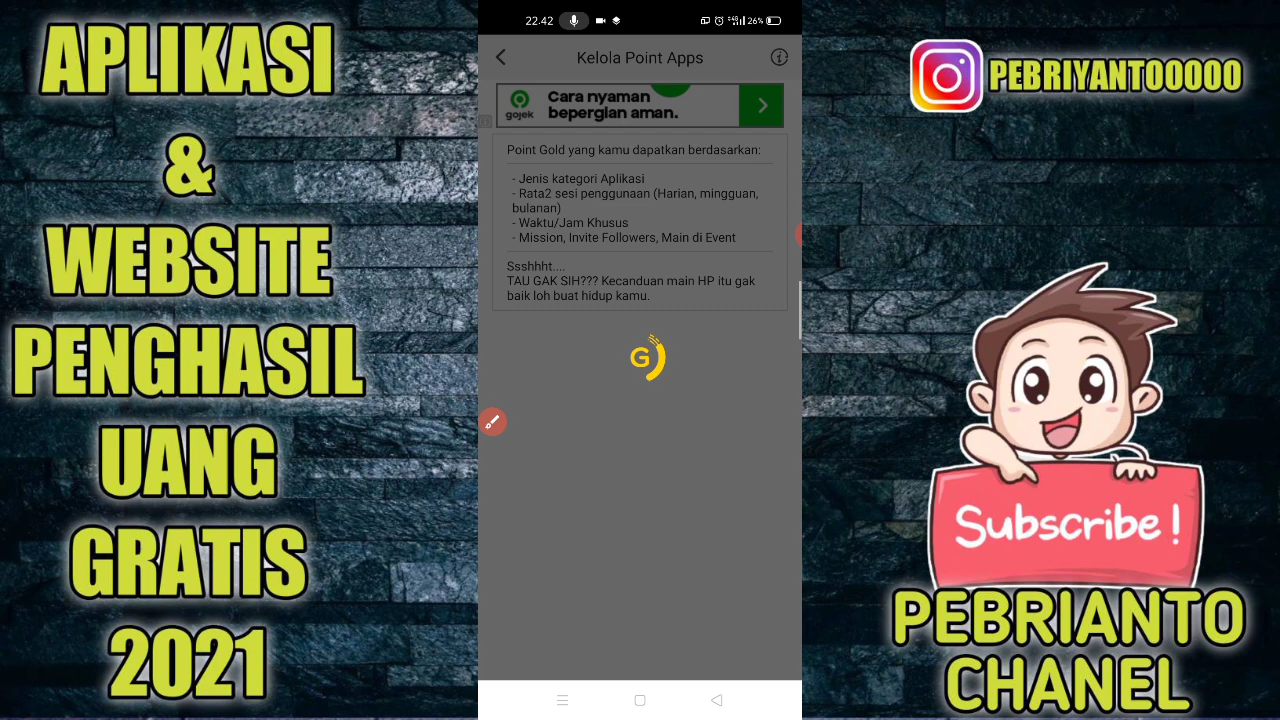 APLIKASI
&
WEBSITE
PENGHASIL
UANG
GRATIS
2021
22.42
26%
Kelola Point Apps
gojek
Cara nyaman
beperglan aman.
Point Gold yang kamu dapatkan berdasarkan:
- Jenis kategori Aplikasi
- Rata2 sesi penggunaan (Harian, mingguan,
bulanan)
- Waktu/Jam Khusus
- Mission, Invite Followers, Main di Event
Ssshhht....
TAU GAK SIH??? Kecanduan main HP itu gak
baik loh buat hidup kamu.
G
PEBRIYANTOOOOO
Subscribe!
PEBRIANTO
CHANEL